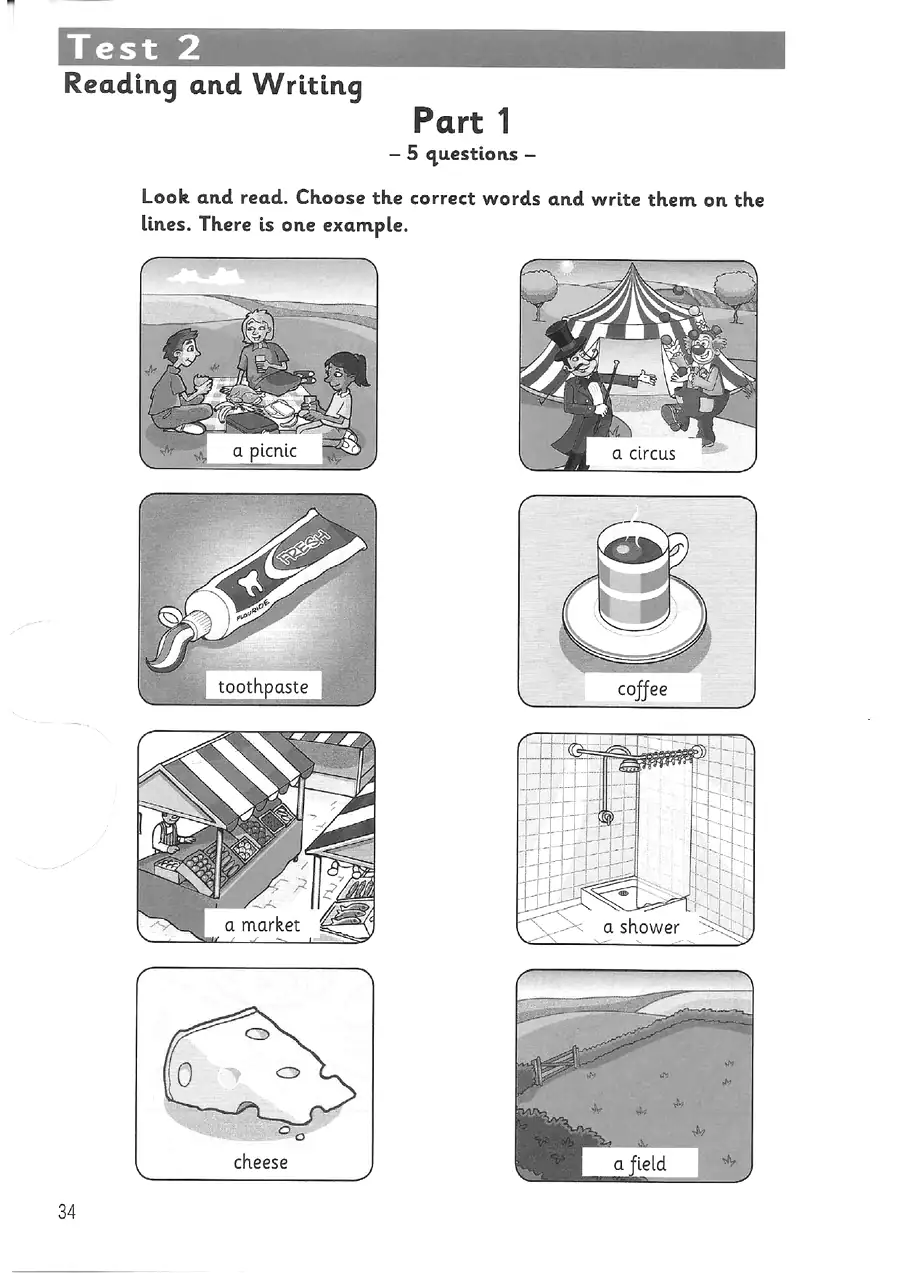 Test 2
Reading and Writing
Part 1
– 5 questions –
Look and read. Choose the correct words and write them on the
lines. There is one example.
a picnic
a circus
FRESH
FLOURIDE
toothpaste
coffee
a market
a shower
cheese
a field
34